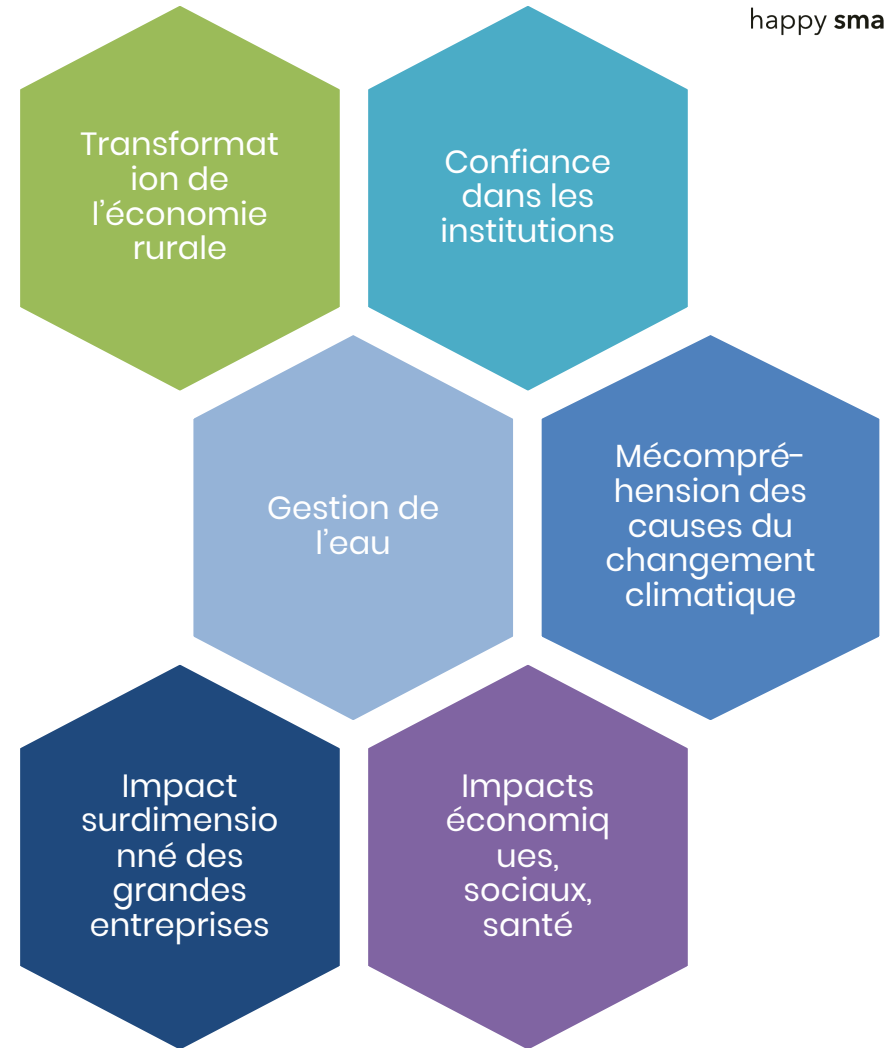 happy sma
Transformat
ion de
l'économie
rurale
Confiance
dans les
institutions
Gestion de
l'eau
Mécompré-
hension des
causes du
changement
climatique
Impact
surdimensio
nné des
grandes
entreprises
Impacts
économiq
ues,
sociaux,
santé